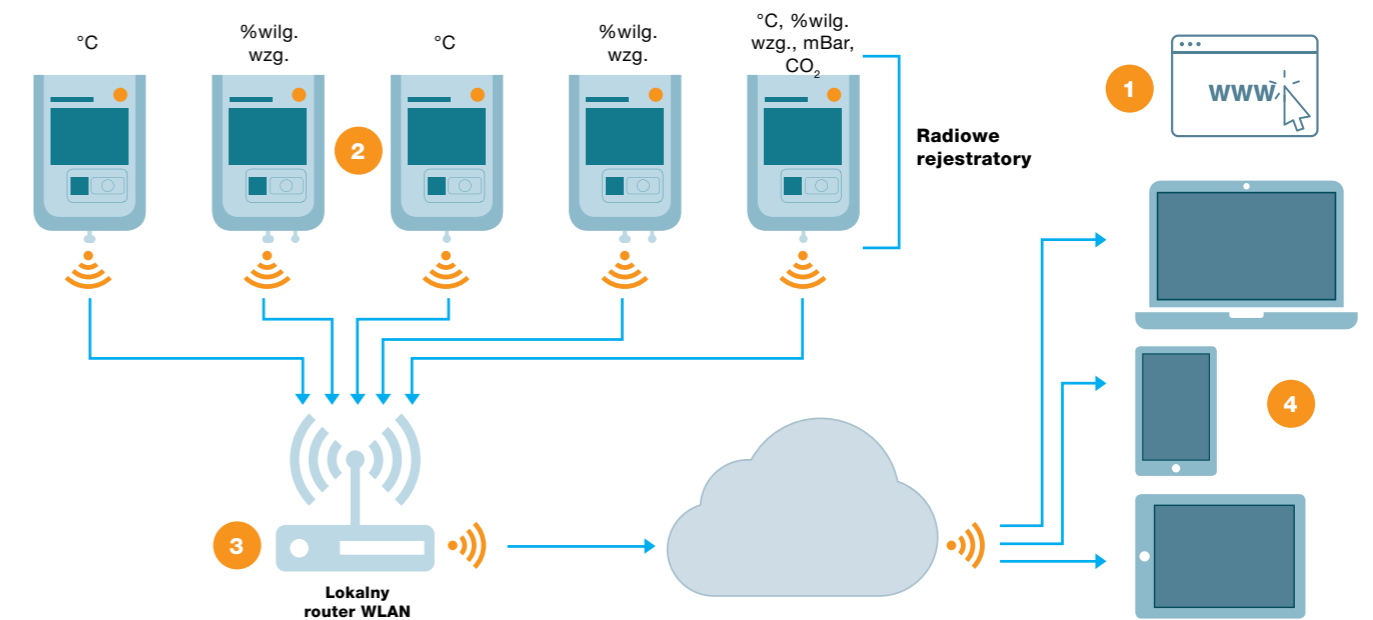 °C
%wilg.
wzg.
°C
%wilg.
wzg.
°C, %wilg.
wzg., mBar,
CO₂
Radiowe
rejestratory
1
www
2
4
3
Lokalny
router WLAN